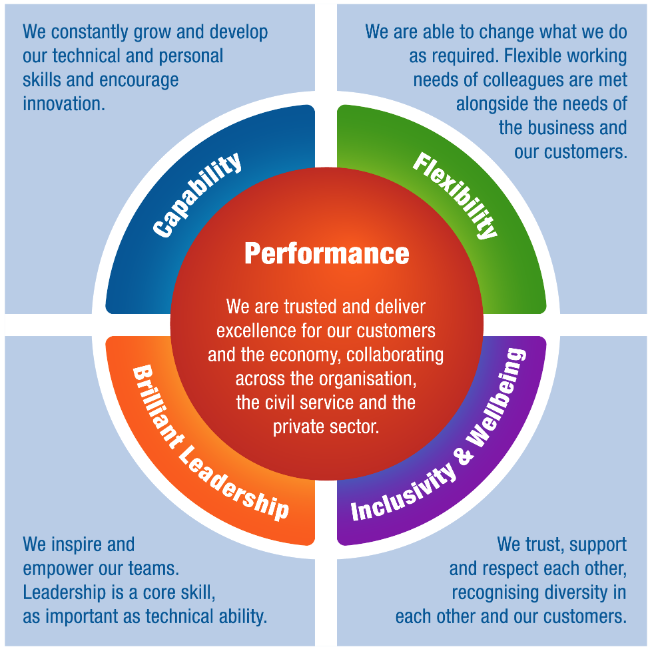 We constantly grow and develop
our technical and personal
skills and encourage
innovation.
We are able to change what we do
as required. Flexible working
needs of colleagues are met
alongside the needs of
the business and
our customers.
Capability
Flexibility
Performance
We are trusted and deliver
excellence for our customers
and the economy, collaborating
across the organisation,
the civil service and the
private sector.
Brilliant Leadership
Inclusivity & Wellbeing
We inspire and
empower our teams.
Leadership is a core skill,
as important as technical ability.
We trust, support
and respect each other,
recognising diversity in
each other and our customers.